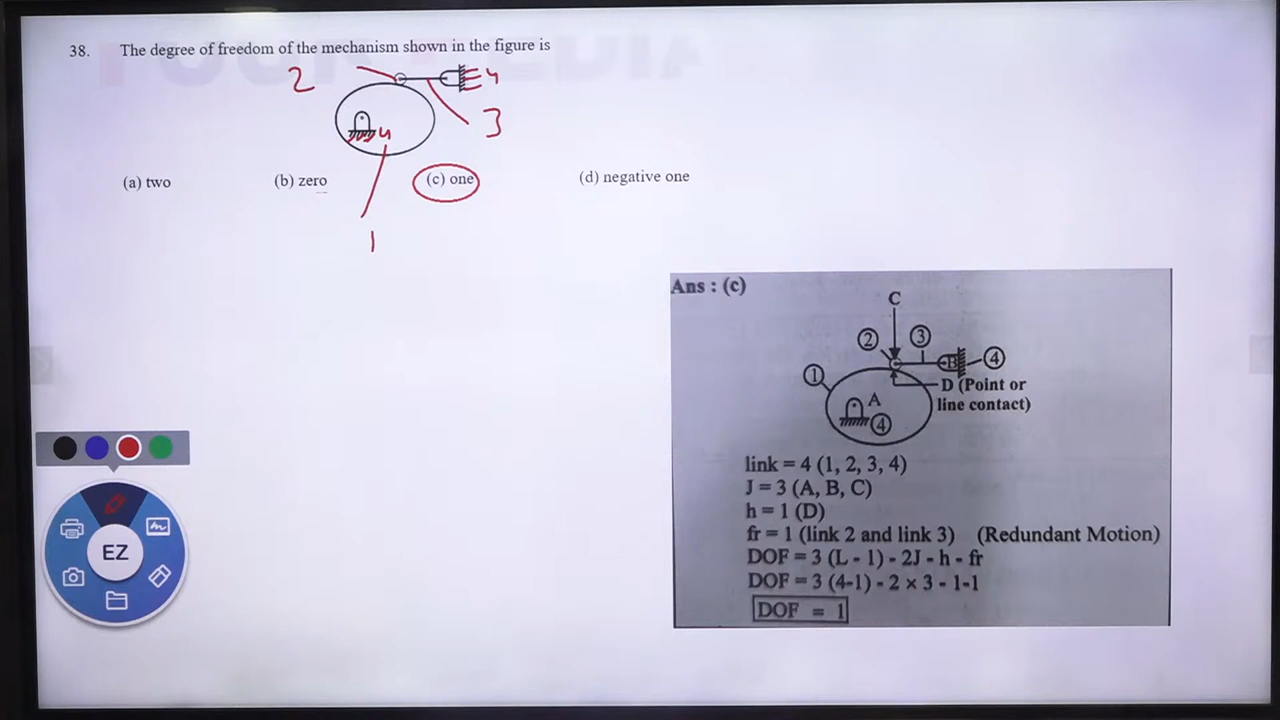 38. The degree of freedom of the mechanism shown in the figure is
2
4
3
4
(a) two (b) zero (c) one (d) negative one
1
Ans : (c)
C
2 3
B 4
1
D (Point or
line contact)
A
4
link = 4 (1, 2, 3, 4)
J = 3 (A, B, C)
h = 1 (D)
fr = 1 (link 2 and link 3) (Redundant Motion)
DOF = 3 (L - 1) - 2J - h - fr
DOF = 3 (4-1) - 2 × 3 - 1-1
DOF = 1
EZ